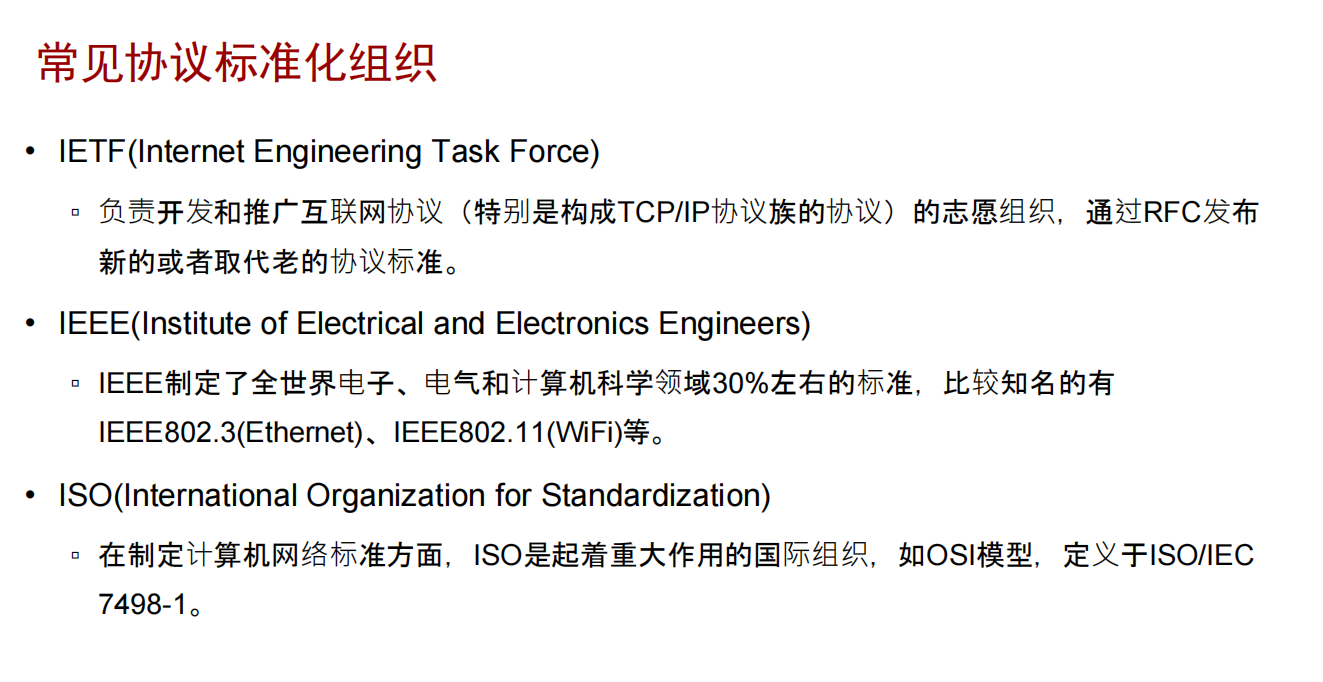 常见协议标准化组织
• IETF(Internet Engineering Task Force)
▫ 负责开发和推广互联网协议（特别是构成TCP/IP协议族的协议）的志愿组织，通过RFC发布
新的或者取代老的协议标准。
• IEEE(Institute of Electrical and Electronics Engineers)
▫ IEEE制定了全世界电子、电气和计算机科学领域30%左右的标准，比较知名的有
IEEE802.3(Ethernet)、IEEE802.11(WiFi)等。
• ISO(International Organization for Standardization)
▫ 在制定计算机网络标准方面，ISO是起着重大作用的国际组织，如OSI模型，定义于ISO/IEC
7498-1。